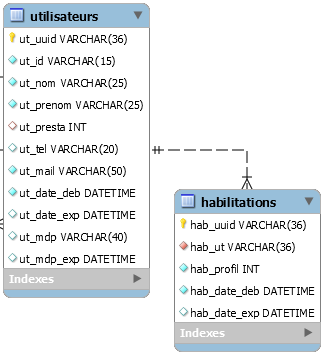 utilisateurs
ut_uuid VARCHAR(36)
ut_id VARCHAR(15)
ut_nom VARCHAR(25)
ut_prenom VARCHAR(25)
ut_presta INT
ut_tel VARCHAR(20)
ut_mail VARCHAR(50)
ut_date_deb DATETIME
ut_date_exp DATETIME
ut_mdp VARCHAR(40)
ut_mdp_exp DATETIME
Indexes
habilitations
hab_uuid VARCHAR(36)
hab_ut VARCHAR(36)
hab_profil INT
hab_date_deb DATETIME
hab_date_exp DATETIME
Indexes